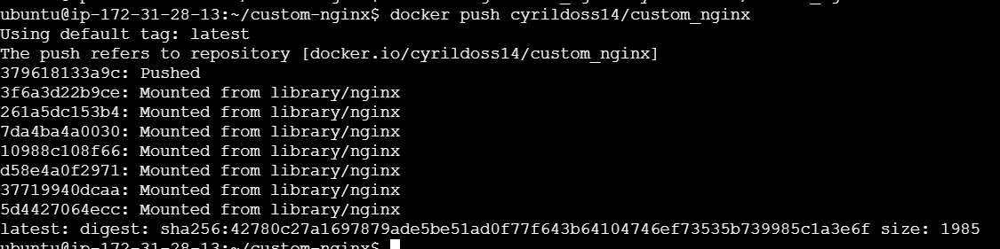 ubuntu@ip-172-31-28-13:~/custom-nginx$ docker push cyrildoss14/custom_nginx
Using default tag: latest
The push refers to repository [docker.io/cyrildoss14/custom_nginx]
379618133a9c: Pushed
3f6a3d22b9ce: Mounted from library/nginx
261a5dc153b4: Mounted from library/nginx
7da4ba4a0030: Mounted from library/nginx
10988c108f66: Mounted from library/nginx
d58e4a0f2971: Mounted from library/nginx
37719940dcaa: Mounted from library/nginx
5d4427064ecc: Mounted from library/nginx
latest: digest: sha256:42780c27a1697879ade5be51ad0f77f643b64104746ef73535b739985c1a3e6f size: 1985
ubuntu@ip-172-31-28-13:~/custom-nginx$